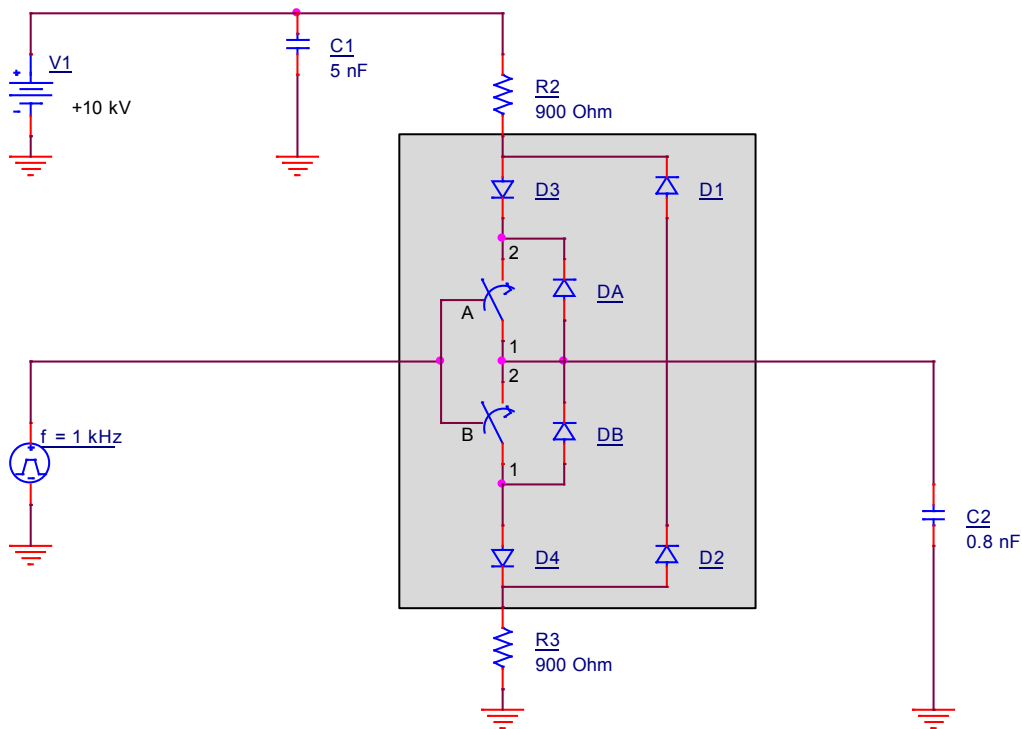 V1
+10 kV
C1
5 nF
R2
900 Ohm
D3
D1
2
DA
A
1
2
B
DB
1
f = 1 kHz
C2
0.8 nF
D4
D2
R3
900 Ohm